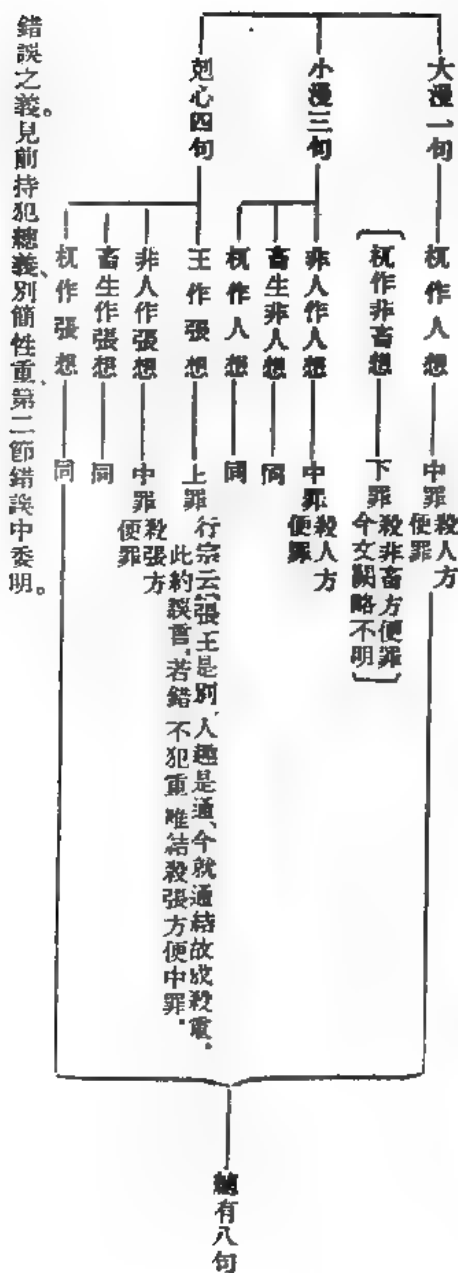 大漫一句
杌作人想
中罪
殺人方
便罪
杌作非畜想
下罪
殺非畜方便罪
今文闕略不明
小漫三句
非人作人想
中罪
殺人方
便罪
畜生非人想
同
杌作人想
同
剋心四句
王作張想
上罪
行宗云「張王是別、人趣是通、今就通結故成殺重。
此約誤言、若錯不犯重唯結殺張方便中罪。
非人作張想
中罪
殺張方
便罪
畜生作張想
同
杌作張想
同
總有八句
錯誤之義。見前持犯總義、別簡性重、第二節錯誤中委明。